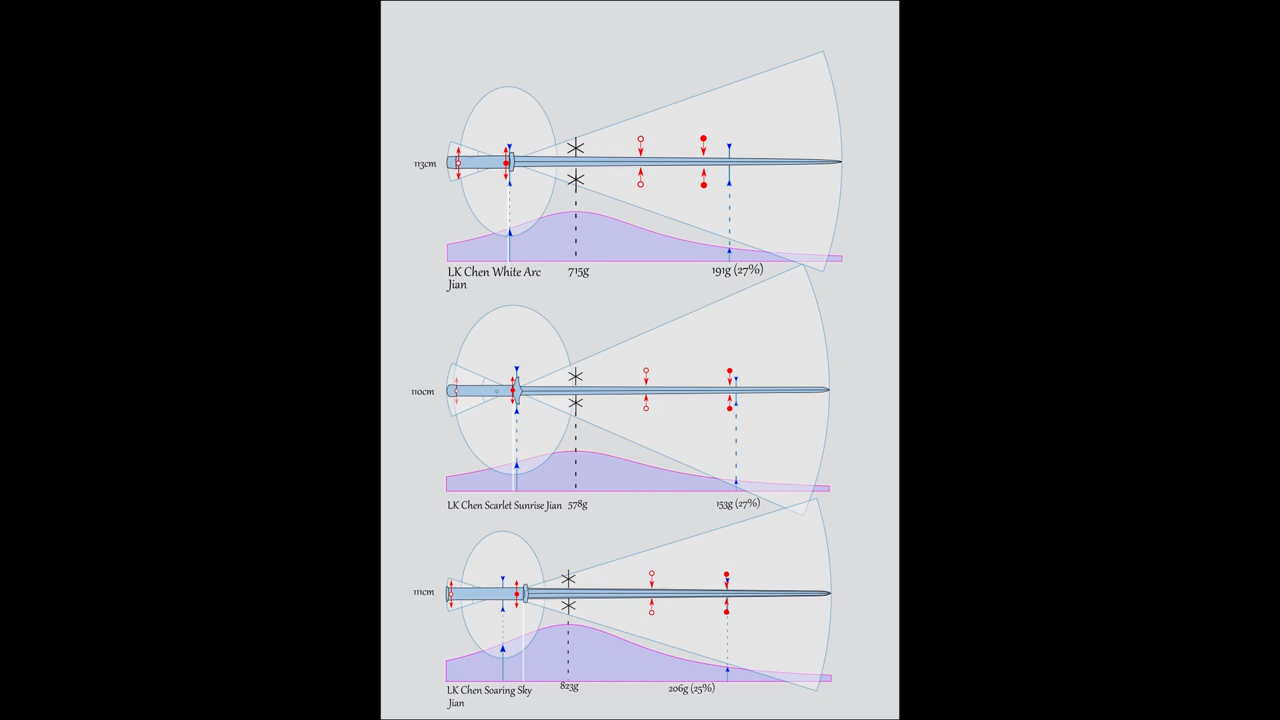 113cm
LK Chen White Arc
Jian
715g
191g (27%)
110cm
LK Chen Scarlet Sunrise Jian
578g
153g (27%)
111cm
LK Chen Soaring Sky
Jian
823g
206g (25%)